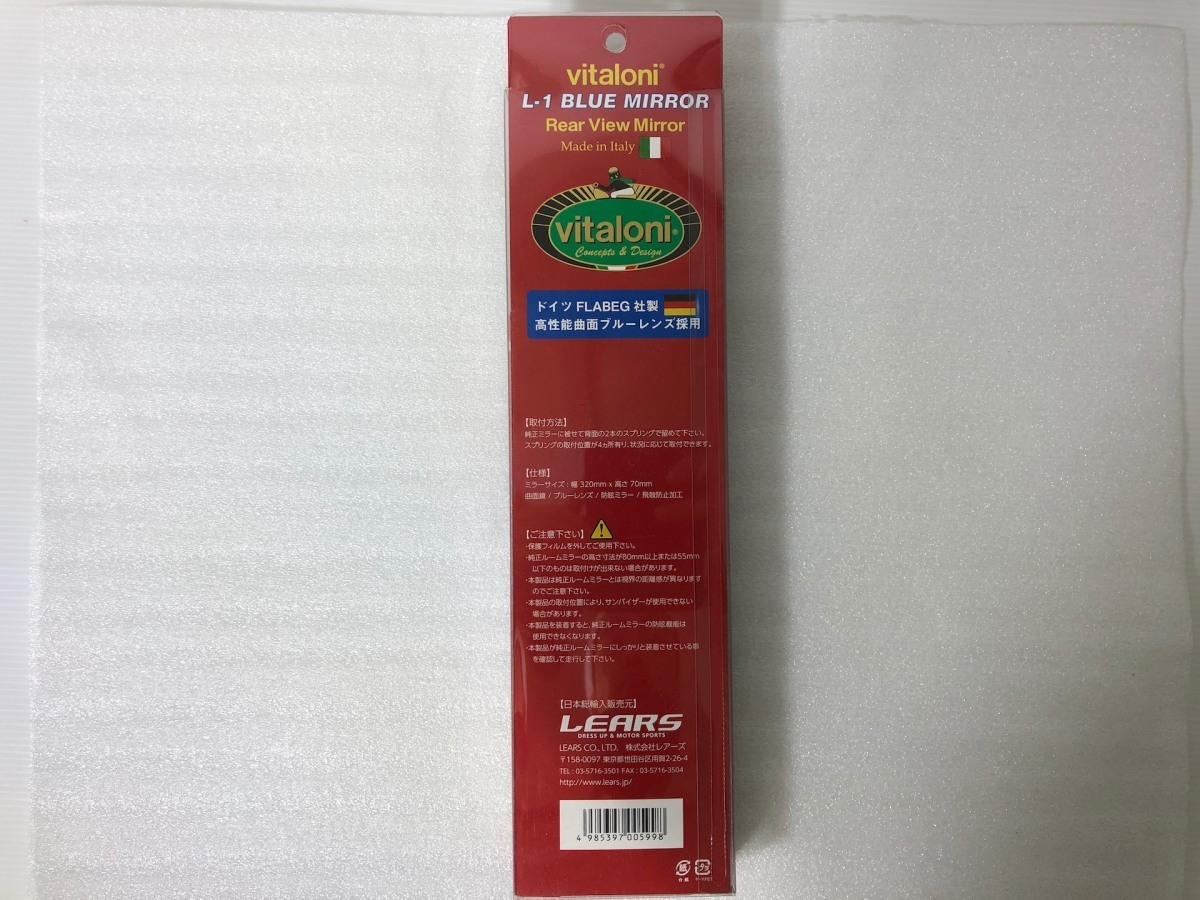 vitaloni®
L-1 BLUE MIRROR
Rear View Mirror
Made in Italy
vitaloni®
Concepts & Design
ドイツ FLABEG 社製
高性能曲面ブルーレンズ採用
【取付方法】
純正ミラーに被せて背面の2本のスプリングで留めて下さい。
スプリングの取付位置が4ヵ所有り、状況に応じて取付できます。
【仕様】
ミラーサイズ : 幅 320mm x 高さ 70mm
曲面鏡 / ブルーレンズ / 防眩ミラー / 飛散防止加工
【ご注意下さい】
・保護フィルムを外してご使用下さい。
・純正ルームミラーの高さ寸法が80mm以上または55mm
以下のものは取付けが出来ない場合があります。
・本製品は純正ルームミラーとは視界の距離感が異なります
のでご注意下さい。
・本製品の取付位置により、サンバイザーが使用できない
場合があります。
・本製品を装着すると、純正ルームミラーの防眩機能は
使用できなくなります。
・本製品が純正ルームミラーにしっかりと装着させている事
を確認して走行して下さい。
【日本総輸入販売元】
LEARS
DRESS UP & MOTOR SPORTS
LEARS CO., LTD. 株式会社レアーズ
〒158-0097 東京都世田谷区用賀2-26-4
TEL : 03-5716-3501 FAX : 03-5716-3504
http://www.lears.jp/
4 985397 005998
紙 プラ
台紙